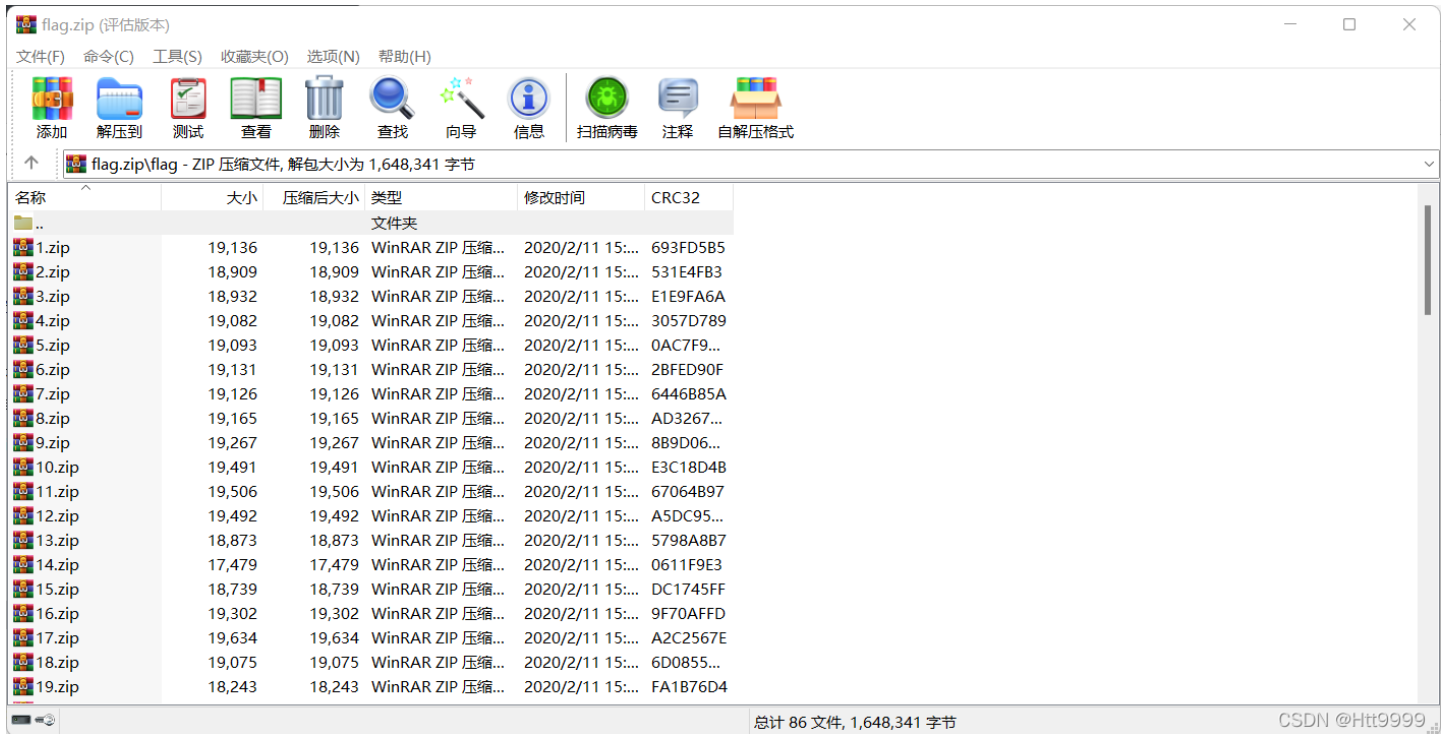 flag.zip (评估版本)
文件(F) 命令(C) 工具(S) 收藏夹(O) 选项(N) 帮助(H)
添加 解压到 测试 查看 删除 查找 向导 信息 扫描病毒 注释 自解压格式
flag.zip\flag - ZIP 压缩文件, 解包大小为 1,648,341 字节
名称 大小 压缩后大小 类型 修改时间 CRC32
.. 文件夹
1.zip 19,136 19,136 WinRAR ZIP 压缩... 2020/2/11 15:... 693FD5B5
2.zip 18,909 18,909 WinRAR ZIP 压缩... 2020/2/11 15:... 531E4FB3
3.zip 18,932 18,932 WinRAR ZIP 压缩... 2020/2/11 15:... E1E9FA6A
4.zip 19,082 19,082 WinRAR ZIP 压缩... 2020/2/11 15:... 3057D789
5.zip 19,093 19,093 WinRAR ZIP 压缩... 2020/2/11 15:... 0AC7F9...
6.zip 19,131 19,131 WinRAR ZIP 压缩... 2020/2/11 15:... 2BFED90F
7.zip 19,126 19,126 WinRAR ZIP 压缩... 2020/2/11 15:... 6446B85A
8.zip 19,165 19,165 WinRAR ZIP 压缩... 2020/2/11 15:... AD3267...
9.zip 19,267 19,267 WinRAR ZIP 压缩... 2020/2/11 15:... 8B9D06...
10.zip 19,491 19,491 WinRAR ZIP 压缩... 2020/2/11 15:... E3C18D4B
11.zip 19,506 19,506 WinRAR ZIP 压缩... 2020/2/11 15:... 67064B97
12.zip 19,492 19,492 WinRAR ZIP 压缩... 2020/2/11 15:... A5DC95...
13.zip 18,873 18,873 WinRAR ZIP 压缩... 2020/2/11 15:... 5798A8B7
14.zip 17,479 17,479 WinRAR ZIP 压缩... 2020/2/11 15:... 0611F9E3
15.zip 18,739 18,739 WinRAR ZIP 压缩... 2020/2/11 15:... DC1745FF
16.zip 19,302 19,302 WinRAR ZIP 压缩... 2020/2/11 15:... 9F70AFFD
17.zip 19,634 19,634 WinRAR ZIP 压缩... 2020/2/11 15:... A2C2567E
18.zip 19,075 19,075 WinRAR ZIP 压缩... 2020/2/11 15:... 6D0855...
19.zip 18,243 18,243 WinRAR ZIP 压缩... 2020/2/11 15:... FA1B76D4
总计 86 文件, 1,648,341 字节
CSDN @Htt9999